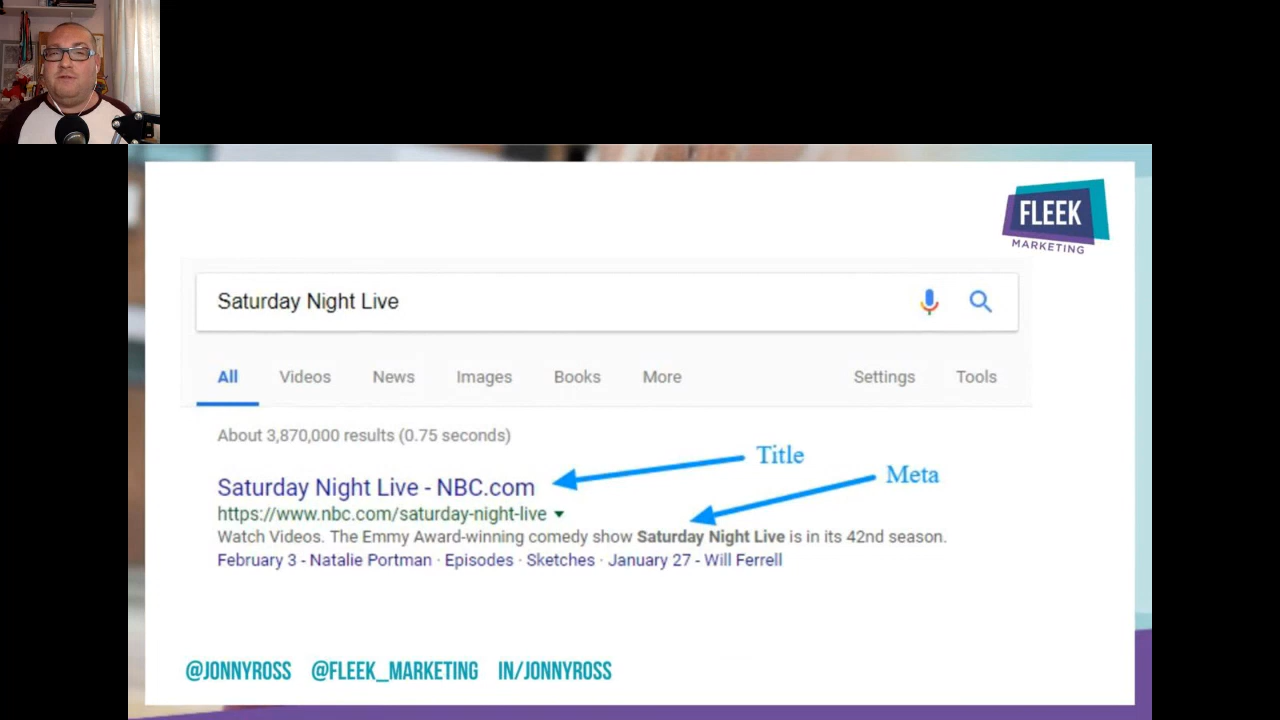 FLEEK
MARKETING
Saturday Night Live
All Videos News Images Books More Settings Tools
About 3,870,000 results (0.75 seconds)
Title
Meta
Saturday Night Live - NBC.com
https://www.nbc.com/saturday-night-live
Watch Videos. The Emmy Award-winning comedy show Saturday Night Live is in its 42nd season.
February 3 - Natalie Portman · Episodes · Sketches · January 27 - Will Ferrell
@JONNYROSS @FLEEK_MARKETING IN/JONNYROSS